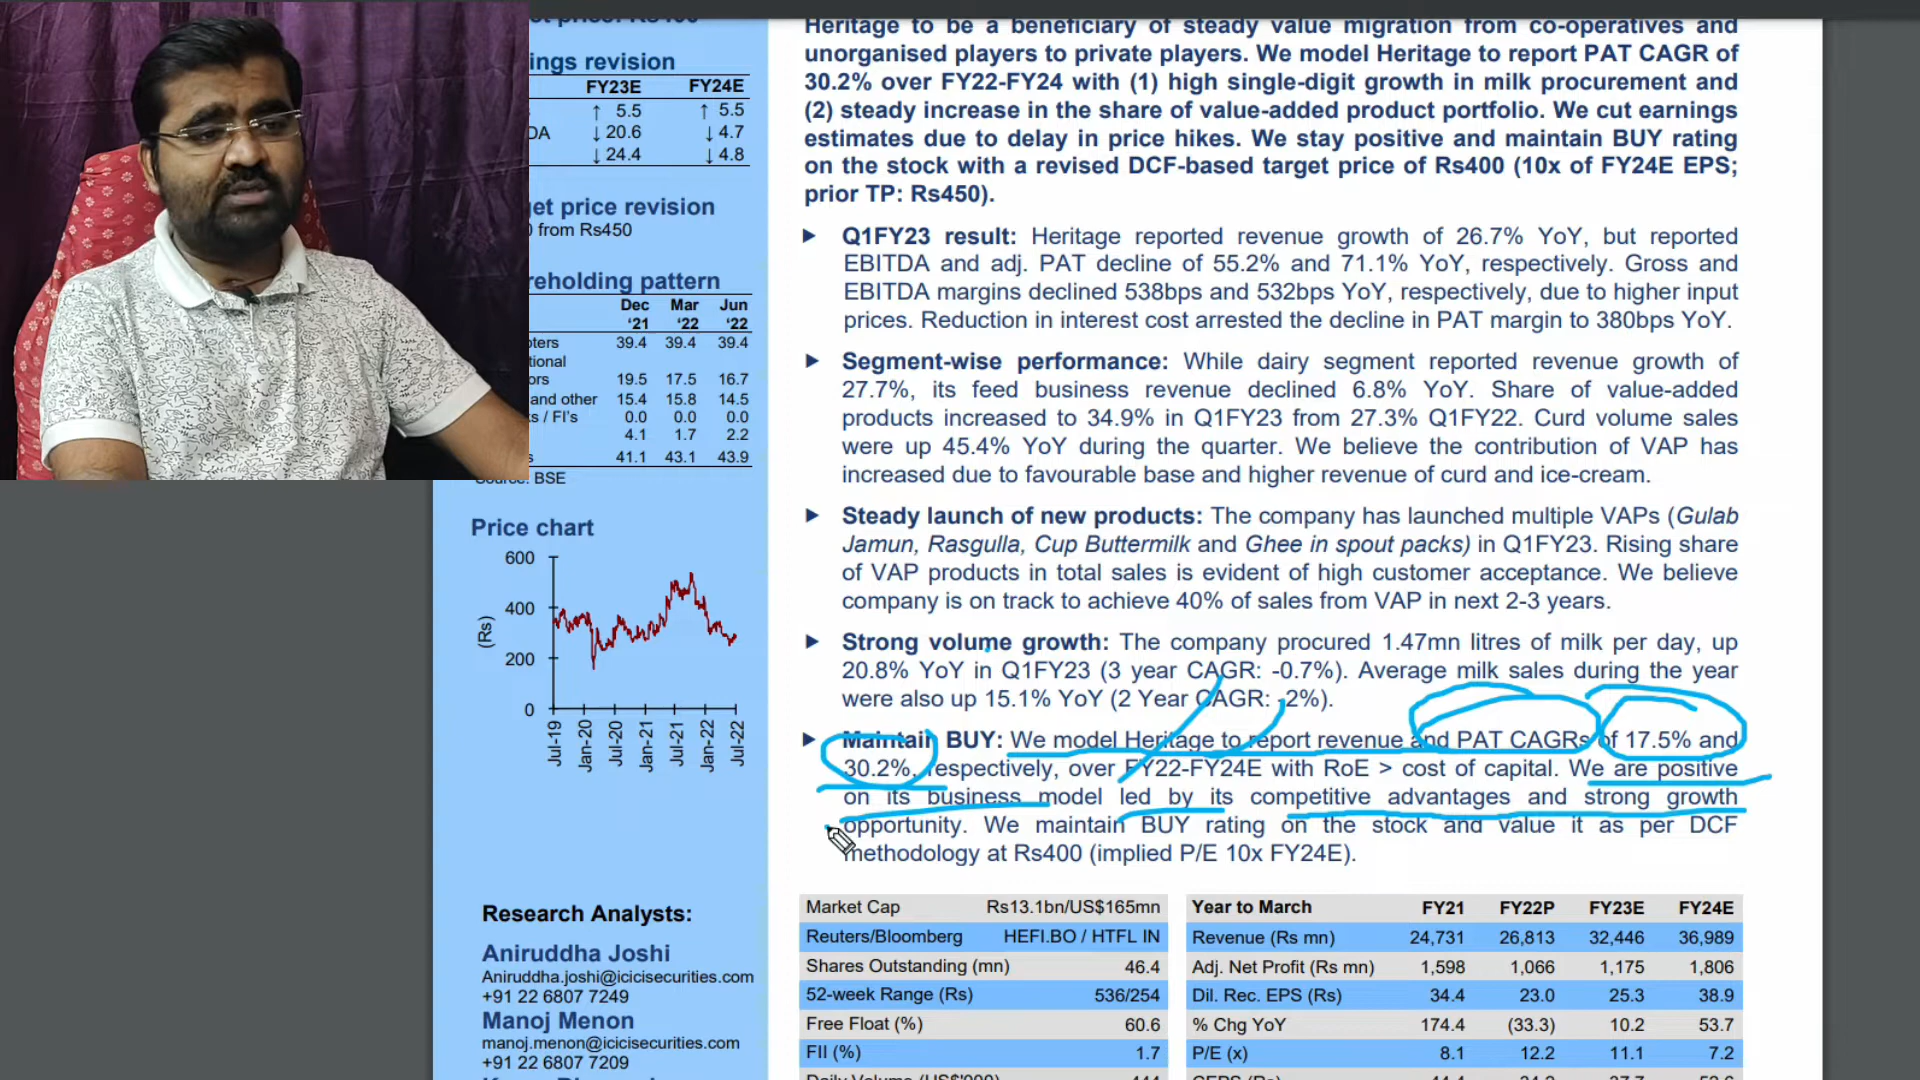 et price: Rs400
ings revision
FY23E FY24E
↑ 5.5 ↑ 5.5
DA ↓ 20.6 ↓ 4.7
↓ 24.4 ↓ 4.8
et price revision
from Rs450
reholding pattern
Dec Mar Jun
'21 '22 '22
oters 39.4 39.4 39.4
tional
ors 19.5 17.5 16.7
and other 15.4 15.8 14.5
s / FI's 0.0 0.0 0.0
4.1 1.7 2.2
s 41.1 43.1 43.9
Source: BSE
Price chart
(Rs)
600
400
200
0
Jul-19 Jan-20 Jul-20 Jan-21 Jul-21 Jan-22 Jul-22
Research Analysts:
Aniruddha Joshi
Aniruddha.joshi@icicisecurities.com
+91 22 6807 7249
Manoj Menon
manoj.menon@icicisecurities.com
+91 22 6807 7209
Heritage to be a beneficiary of steady value migration from co-operatives and
unorganised players to private players. We model Heritage to report PAT CAGR of
30.2% over FY22-FY24 with (1) high single-digit growth in milk procurement and
(2) steady increase in the share of value-added product portfolio. We cut earnings
estimates due to delay in price hikes. We stay positive and maintain BUY rating
on the stock with a revised DCF-based target price of Rs400 (10x of FY24E EPS;
prior TP: Rs450).
► Q1FY23 result: Heritage reported revenue growth of 26.7% YoY, but reported
EBITDA and adj. PAT decline of 55.2% and 71.1% YoY, respectively. Gross and
EBITDA margins declined 538bps and 532bps YoY, respectively, due to higher input
prices. Reduction in interest cost arrested the decline in PAT margin to 380bps YoY.
► Segment-wise performance: While dairy segment reported revenue growth of
27.7%, its feed business revenue declined 6.8% YoY. Share of value-added
products increased to 34.9% in Q1FY23 from 27.3% Q1FY22. Curd volume sales
were up 45.4% YoY during the quarter. We believe the contribution of VAP has
increased due to favourable base and higher revenue of curd and ice-cream.
► Steady launch of new products: The company has launched multiple VAPs (Gulab
Jamun, Rasgulla, Cup Buttermilk and Ghee in spout packs) in Q1FY23. Rising share
of VAP products in total sales is evident of high customer acceptance. We believe
company is on track to achieve 40% of sales from VAP in next 2-3 years.
► Strong volume growth: The company procured 1.47mn litres of milk per day, up
20.8% YoY in Q1FY23 (3 year CAGR: -0.7%). Average milk sales during the year
were also up 15.1% YoY (2 Year CAGR: -2%).
► Maintain BUY: We model Heritage to report revenue and PAT CAGRs of 17.5% and
30.2%, respectively, over FY22-FY24E with RoE > cost of capital. We are positive
on its business model led by its competitive advantages and strong growth
opportunity. We maintain BUY rating on the stock and value it as per DCF
methodology at Rs400 (implied P/E 10x FY24E).
Market Cap Rs13.1bn/US$165mn
Reuters/Bloomberg HEFI.BO / HTFL IN
Shares Outstanding (mn) 46.4
52-week Range (Rs) 536/254
Free Float (%) 60.6
FII (%) 1.7
Daily Volume (US$'000)
Year to March FY21 FY22P FY23E FY24E
Revenue (Rs mn) 24,731 26,813 32,446 36,989
Adj. Net Profit (Rs mn) 1,598 1,066 1,175 1,806
Dil. Rec. EPS (Rs) 34.4 23.0 25.3 38.9
% Chg YoY 174.4 (33.3) 10.2 53.7
P/E (x) 8.1 12.2 11.1 7.2
CEPS (Rs)